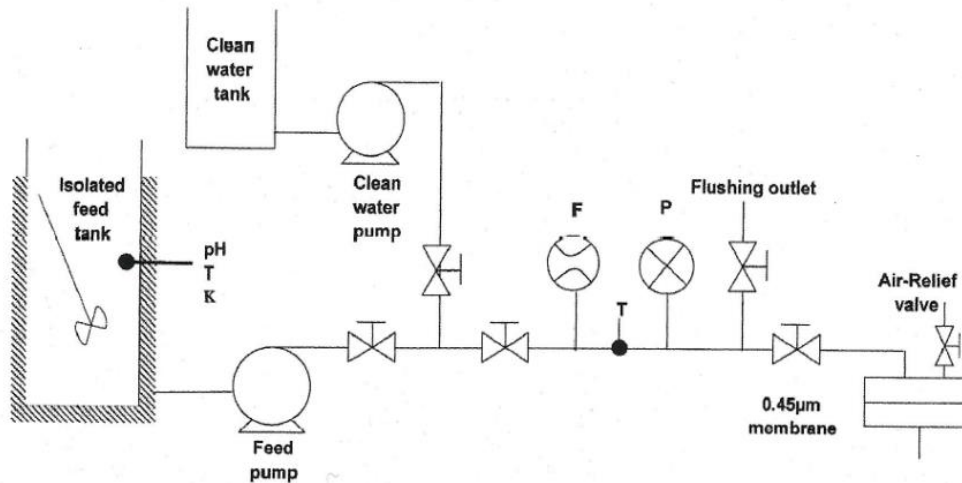 Clean
water
tank
Isolated
feed
tank
pH
T
K
Clean
water
pump
F
P
Flushing outlet
T
Air-Relief
valve
0.45µm
membrane
Feed
pump